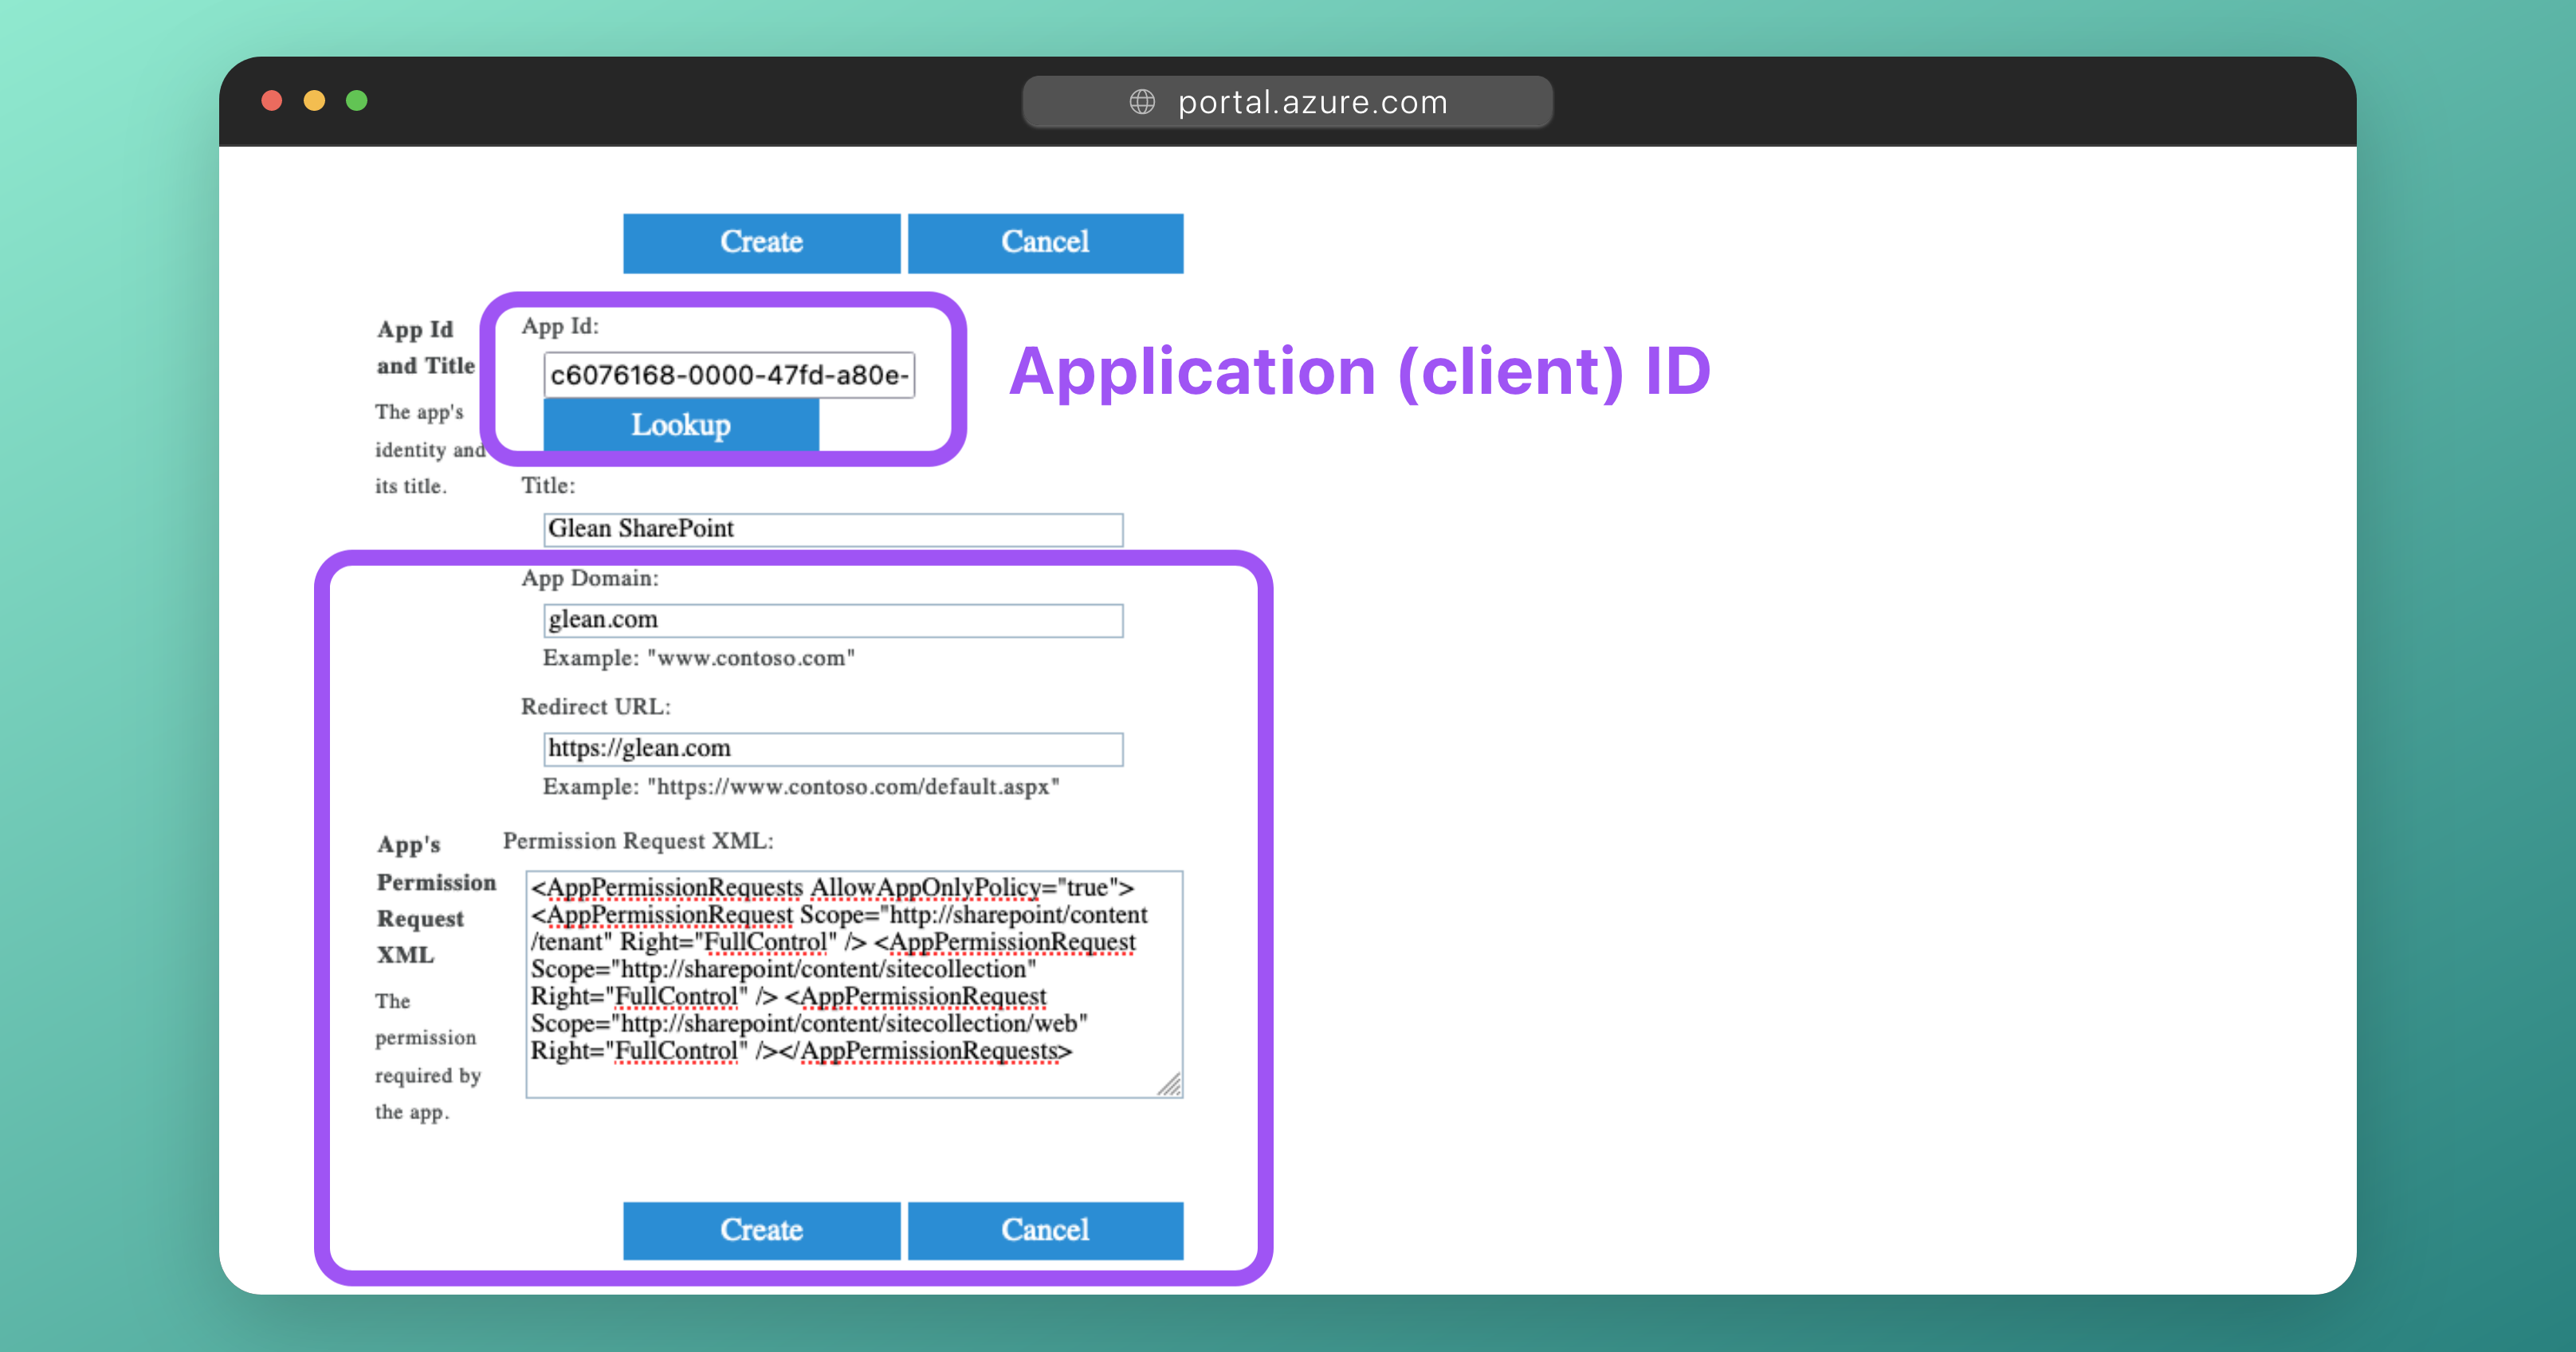 portal.azure.com
Create Cancel
App Id
and Title
The app's
identity and
its title.
App Id:
c6076168-0000-47fd-a80e-
Lookup
Application (client) ID
Title:
Glean SharePoint
App Domain:
glean.com
Example: "www.contoso.com"
Redirect URL:
https://glean.com
Example: "https://www.contoso.com/default.aspx"
App's
Permission
Request
XML
The
permission
required by
the app.
Permission Request XML:
<AppPermissionRequests AllowAppOnlyPolicy="true">
<AppPermissionRequest Scope="http://sharepoint/content
/tenant" Right="FullControl" /> <AppPermissionRequest
Scope="http://sharepoint/content/sitecollection"
Right="FullControl" /> <AppPermissionRequest
Scope="http://sharepoint/content/sitecollection/web"
Right="FullControl" /></AppPermissionRequests>
Create Cancel